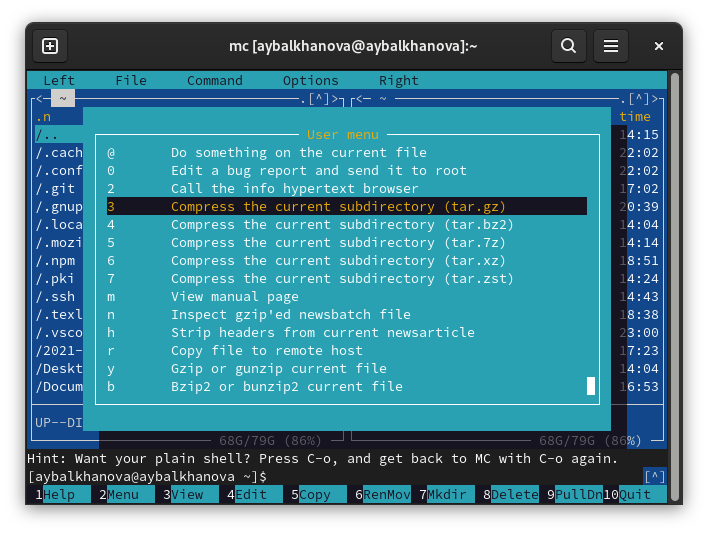 mc [aybalkhanova@aybalkhanova]:~
Left File Command Options Right
<— ~ .[^]> <— ~ .[^]>
.n User menu time
/.. 14:15
/.cach @ Do something on the current file 22:02
/.conf 0 Edit a bug report and send it to root 22:02
/.git 2 Call the info hypertext browser 17:02
/.gnup 3 Compress the current subdirectory (tar.gz) 20:39
/.loca 4 Compress the current subdirectory (tar.bz2) 14:04
/.mozi 5 Compress the current subdirectory (tar.7z) 14:14
/.npm 6 Compress the current subdirectory (tar.xz) 18:51
/.pki 7 Compress the current subdirectory (tar.zst) 14:24
/.ssh m View manual page 14:43
/.texl n Inspect gzip'ed newsbatch file 18:38
/.vsco h Strip headers from current newsarticle 23:00
/2021- r Copy file to remote host 17:23
/Deskt y Gzip or gunzip current file 14:04
/Docum b Bzip2 or bunzip2 current file 16:53
UP--DI
68G/79G (86%) 68G/79G (86%)
Hint: Want your plain shell? Press C-o, and get back to MC with C-o again.
[aybalkhanova@aybalkhanova ~]$ [^]
1Help 2Menu 3View 4Edit 5Copy 6RenMov 7Mkdir 8Delete 9PullDn 10Quit